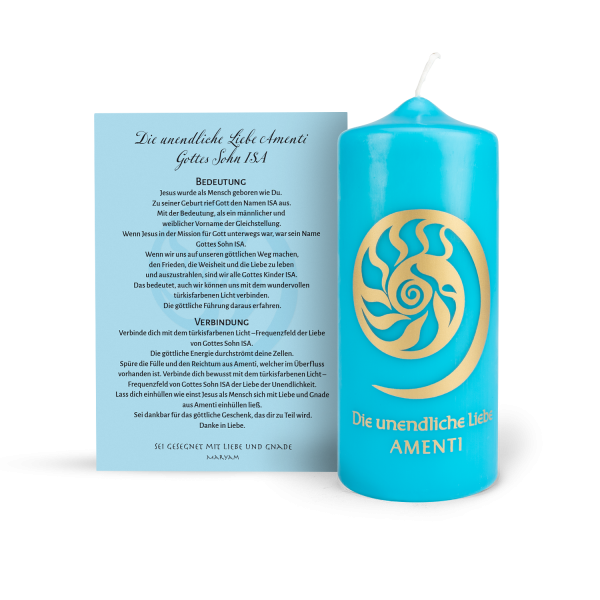 Die unendliche Liebe Amenti
Gottes Sohn ISA
BEDEUTUNG
Jesus wurde als Mensch geboren wie Du.
Zu seiner Geburt rief Gott den Namen ISA aus.
Mit der Bedeutung, als ein männlicher und
weiblicher Vorname der Gleichstellung.
Wenn Jesus in der Mission für Gott unterwegs war, war sein Name
Gottes Sohn ISA.
Wenn wir uns auf unseren göttlichen Weg machen,
den Frieden, die Weisheit und die Liebe zu leben
und auszustrahlen, sind wir alle Gottes Kinder ISA.
Das bedeutet, auch wir können uns mit dem wundervollen
türkisfarbenen Licht verbinden.
Die göttliche Führung daraus erfahren.
VERBINDUNG
Verbinde dich mit dem türkisfarbenen Licht –Frequenzfeld der Liebe
von Gottes Sohn ISA.
Die göttliche Energie durchströmt deine Zellen.
Spüre die Fülle und den Reichtum aus Amenti, welcher im Überfluss
vorhanden ist. Verbinde dich bewusst mit dem türkisfarbenen Licht –
Frequenzfeld von Gottes Sohn ISA der Liebe der Unendlichkeit.
Lass dich einhüllen wie einst Jesus als Mensch sich mit Liebe und Gnade
aus Amenti einhüllen ließ.
Sei dankbar für das göttliche Geschenk, das dir zu Teil wird.
Danke in Liebe.
SEI GESEGNET MIT LIEBE UND GNADE
MARYAM
Die unendliche Liebe
AMENTI